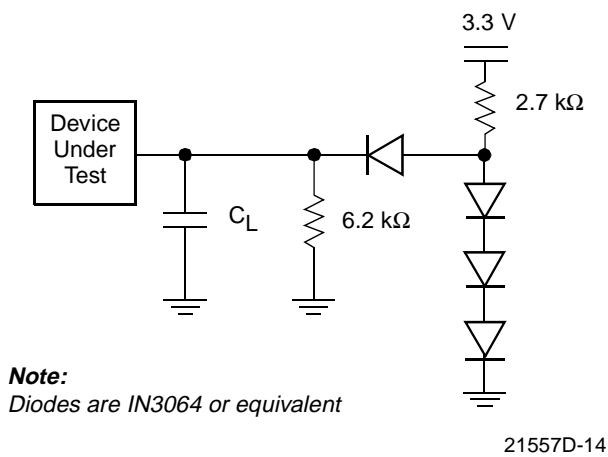 3.3 V
2.7 kΩ
Device
Under
Test
CL
6.2 kΩ
Note:
Diodes are IN3064 or equivalent
21557D-14